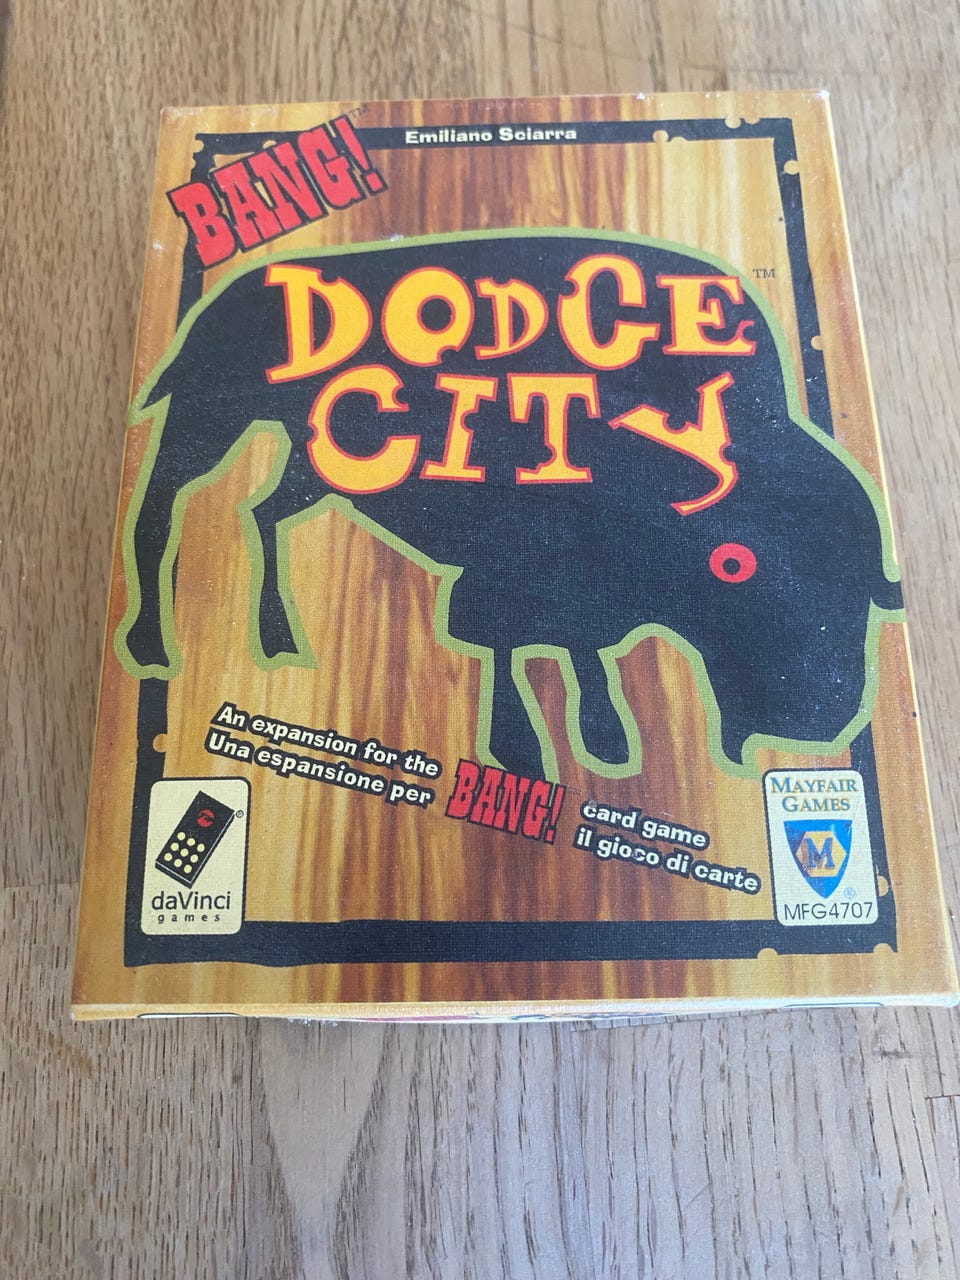 Emiliano Sciarra
BANG!™
DODGE™
CITY
An expansion for the
Una espansione per
BANG!
card game
il gioco di carte
daVinci
games
®
MAYFAIR
GAMES
M
®
MFG4707